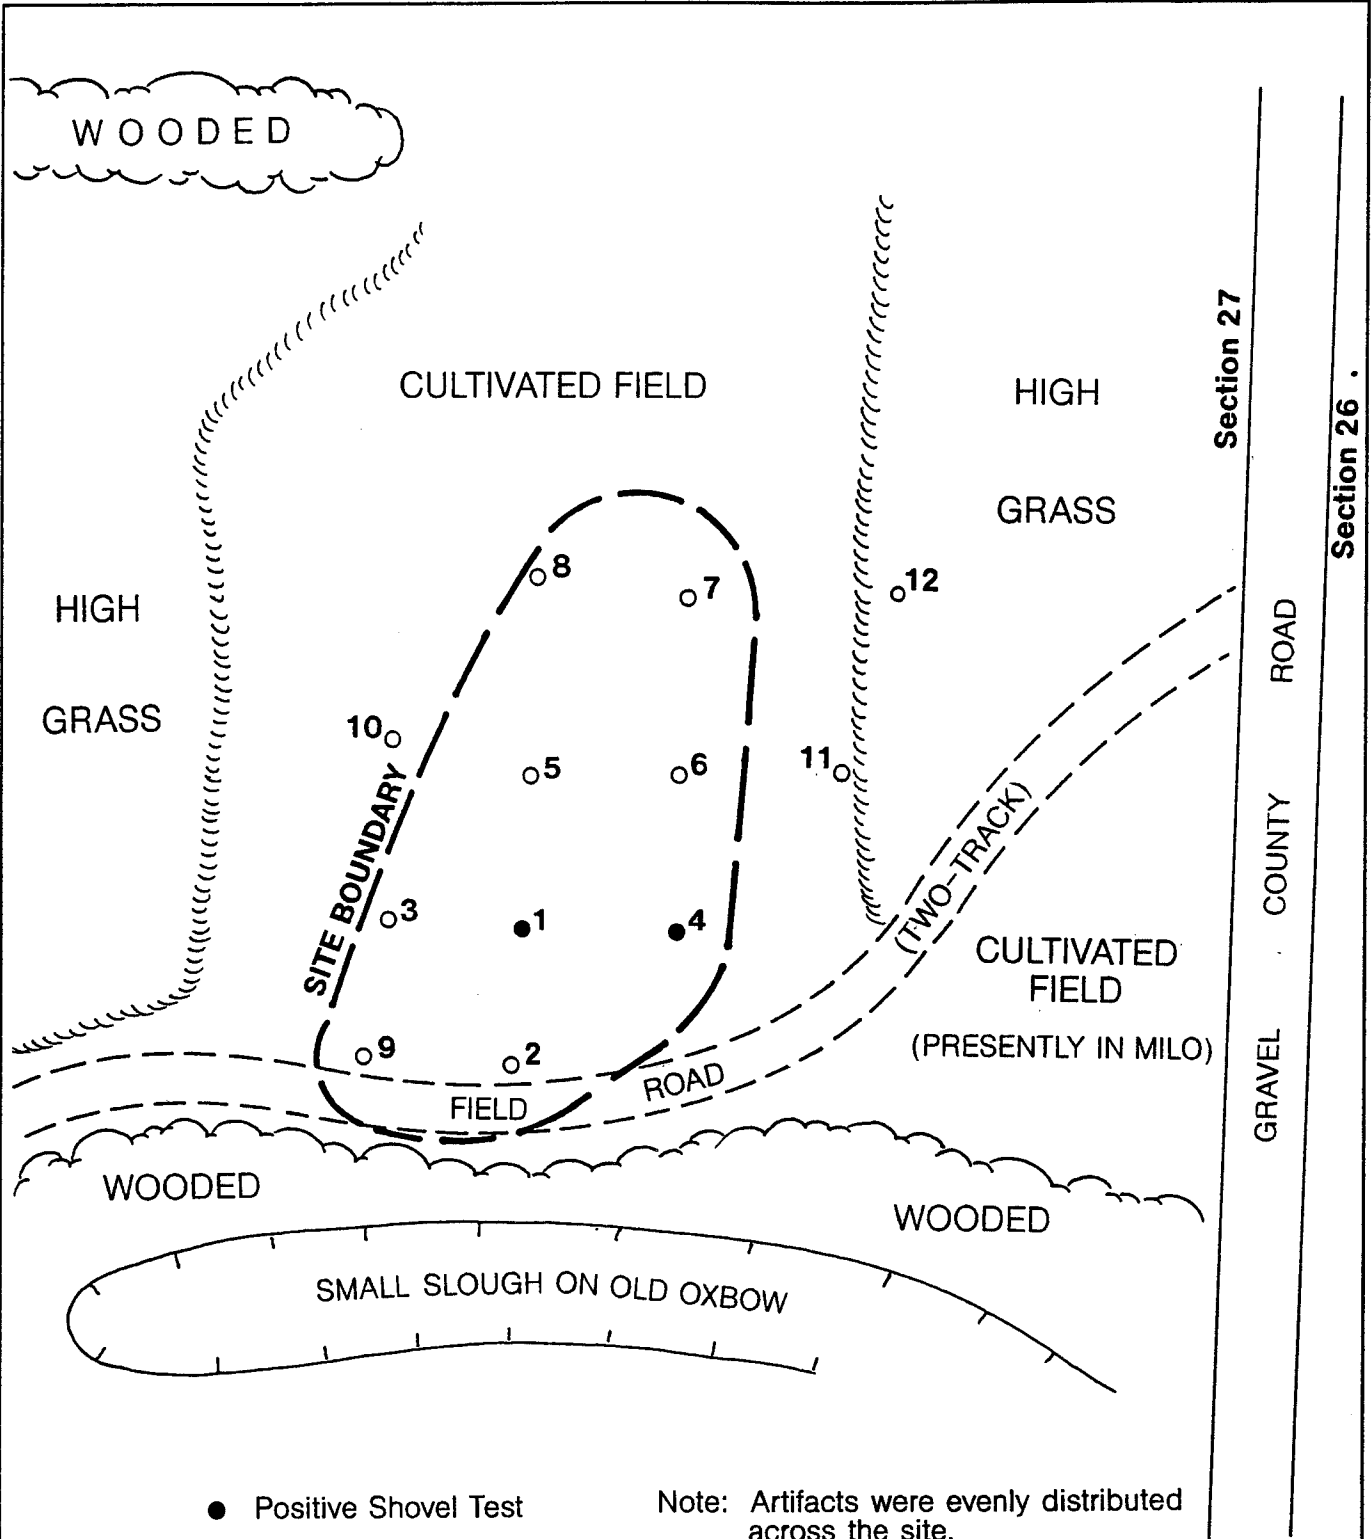 WOODED
CULTIVATED FIELD
HIGH
GRASS
Section 27
Section 26 .
8
7
12
HIGH
GRASS
10
5
6
11
SITE BOUNDARY
3
1
4
(TWO-TRACK)
GRAVEL COUNTY ROAD
CULTIVATED
FIELD
(PRESENTLY IN MILO)
9
2
FIELD ROAD
WOODED
WOODED
SMALL SLOUGH ON OLD OXBOW
Positive Shovel Test
Note: Artifacts were evenly distributed
across the site.